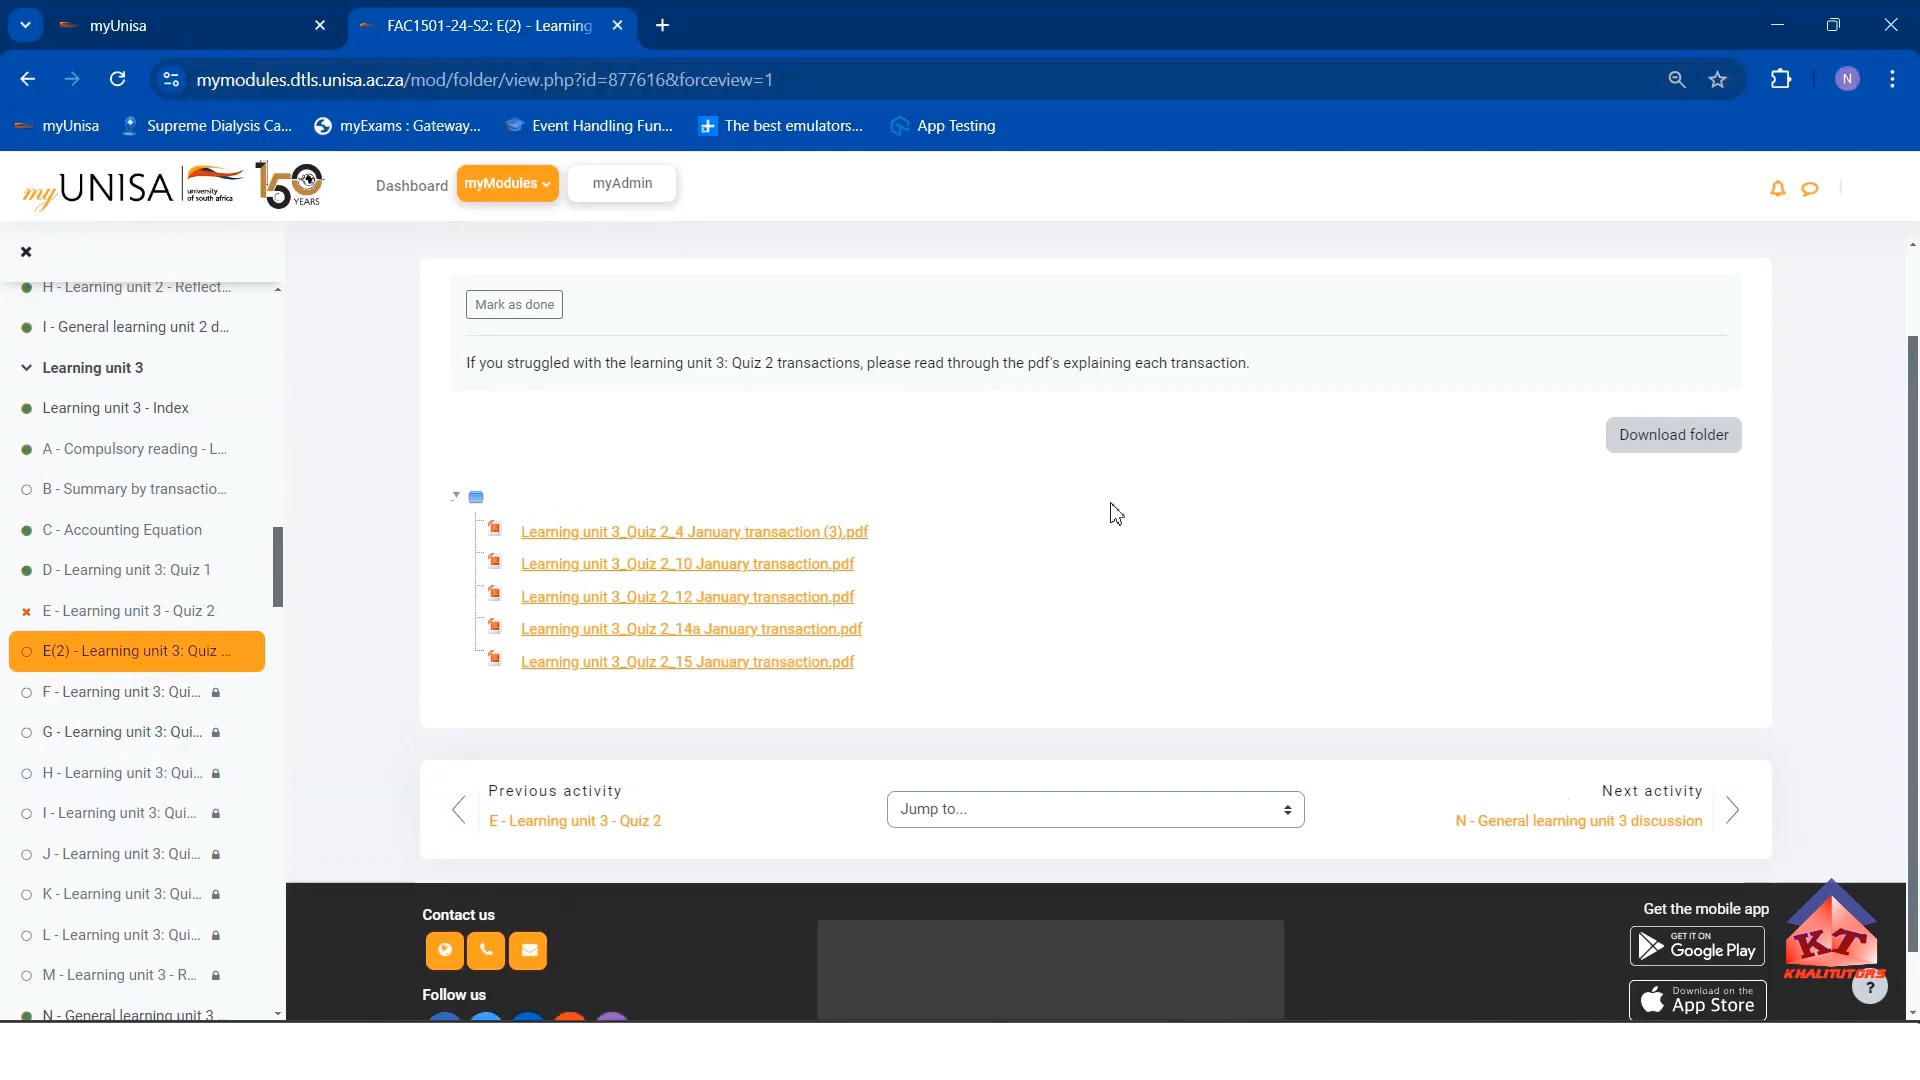 myUnisa
FAC1501-24-S2: E(2) - Learning
mymodules.dtls.unisa.ac.za/mod/folder/view.php?id=877616&forceview=1
N
myUnisa
Supreme Dialysis Ca...
myExams : Gateway...
Event Handling Fun...
The best emulators...
App Testing
my UNISA university of south africa 150 YEARS
Dashboard
myModules
myAdmin
H - Learning unit 2 - Reflect...
I - General learning unit 2 d...
Learning unit 3
Learning unit 3 - Index
A - Compulsory reading - L...
B - Summary by transactio...
C - Accounting Equation
D - Learning unit 3: Quiz 1
E - Learning unit 3 - Quiz 2
E(2) - Learning unit 3: Quiz ...
F - Learning unit 3: Qui...
G - Learning unit 3: Qui...
H - Learning unit 3: Qui...
I - Learning unit 3: Qui...
J - Learning unit 3: Qui...
K - Learning unit 3: Qui...
L - Learning unit 3: Qui...
M - Learning unit 3 - R...
N - General learning unit 3 ...
Mark as done
If you struggled with the learning unit 3: Quiz 2 transactions, please read through the pdf's explaining each transaction.
Download folder
Learning unit 3_Quiz 2_4 January transaction (3).pdf
Learning unit 3_Quiz 2_10 January transaction.pdf
Learning unit 3_Quiz 2_12 January transaction.pdf
Learning unit 3_Quiz 2_14a January transaction.pdf
Learning unit 3_Quiz 2_15 January transaction.pdf
Previous activity
E - Learning unit 3 - Quiz 2
Jump to...
Next activity
N - General learning unit 3 discussion
Contact us
Follow us
Get the mobile app
GET IT ON
Google Play
Download on the
App Store
KT
KHALITUTORS
?